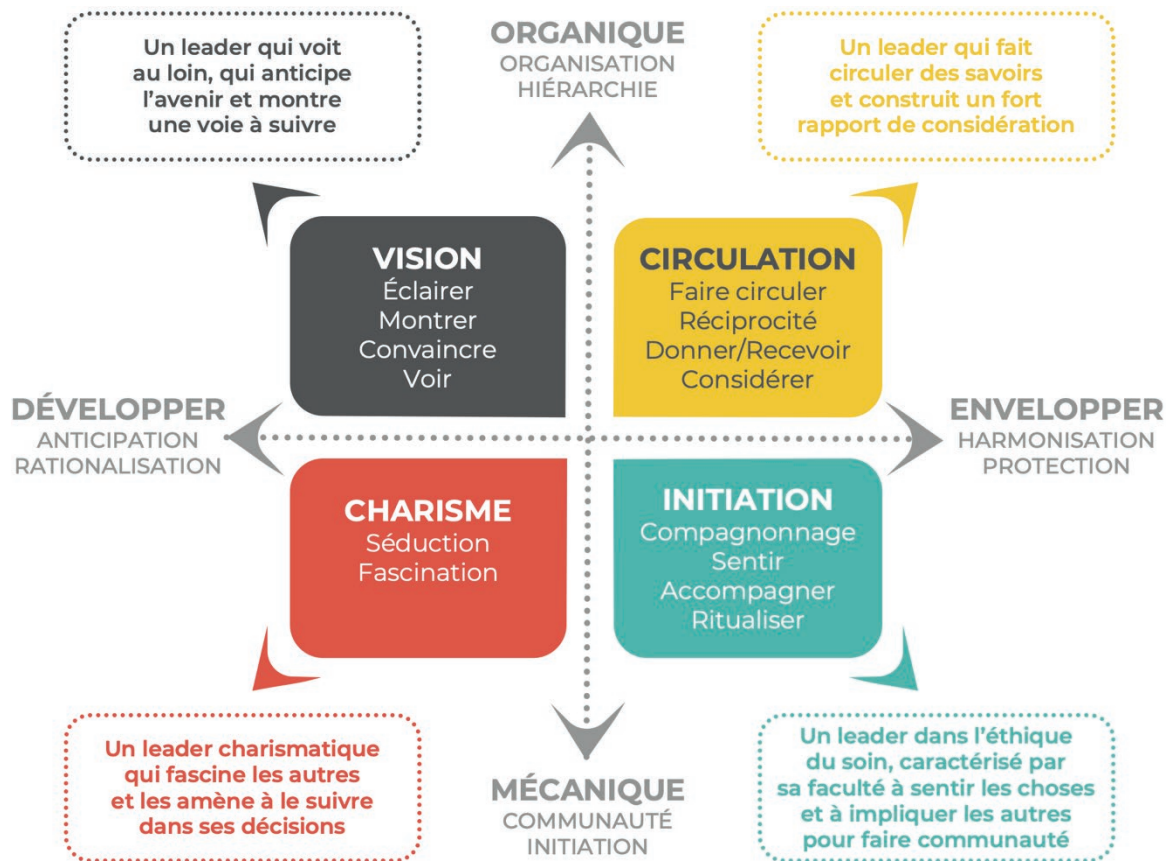 Un leader qui voit
au loin, qui anticipe
l’avenir et montre
une voie à suivre
ORGANIQUE
ORGANISATION
HIÉRARCHIE
Un leader qui fait
circuler des savoirs
et construit un fort
rapport de considération
VISION
Éclairer
Montrer
Convaincre
Voir
CIRCULATION
Faire circuler
Réciprocité
Donner/Recevoir
Considérer
DÉVELOPPER
ANTICIPATION
RATIONALISATION
ENVELOPPER
HARMONISATION
PROTECTION
CHARISME
Séduction
Fascination
INITIATION
Compagnonnage
Sentir
Accompagner
Ritualiser
Un leader charismatique
qui fascine les autres
et les amène à le suivre
dans ses décisions
MÉCANIQUE
COMMUNAUTÉ
INITIATION
Un leader dans l’éthique
du soin, caractérisé par
sa faculté à sentir les choses
et à impliquer les autres
pour faire communauté